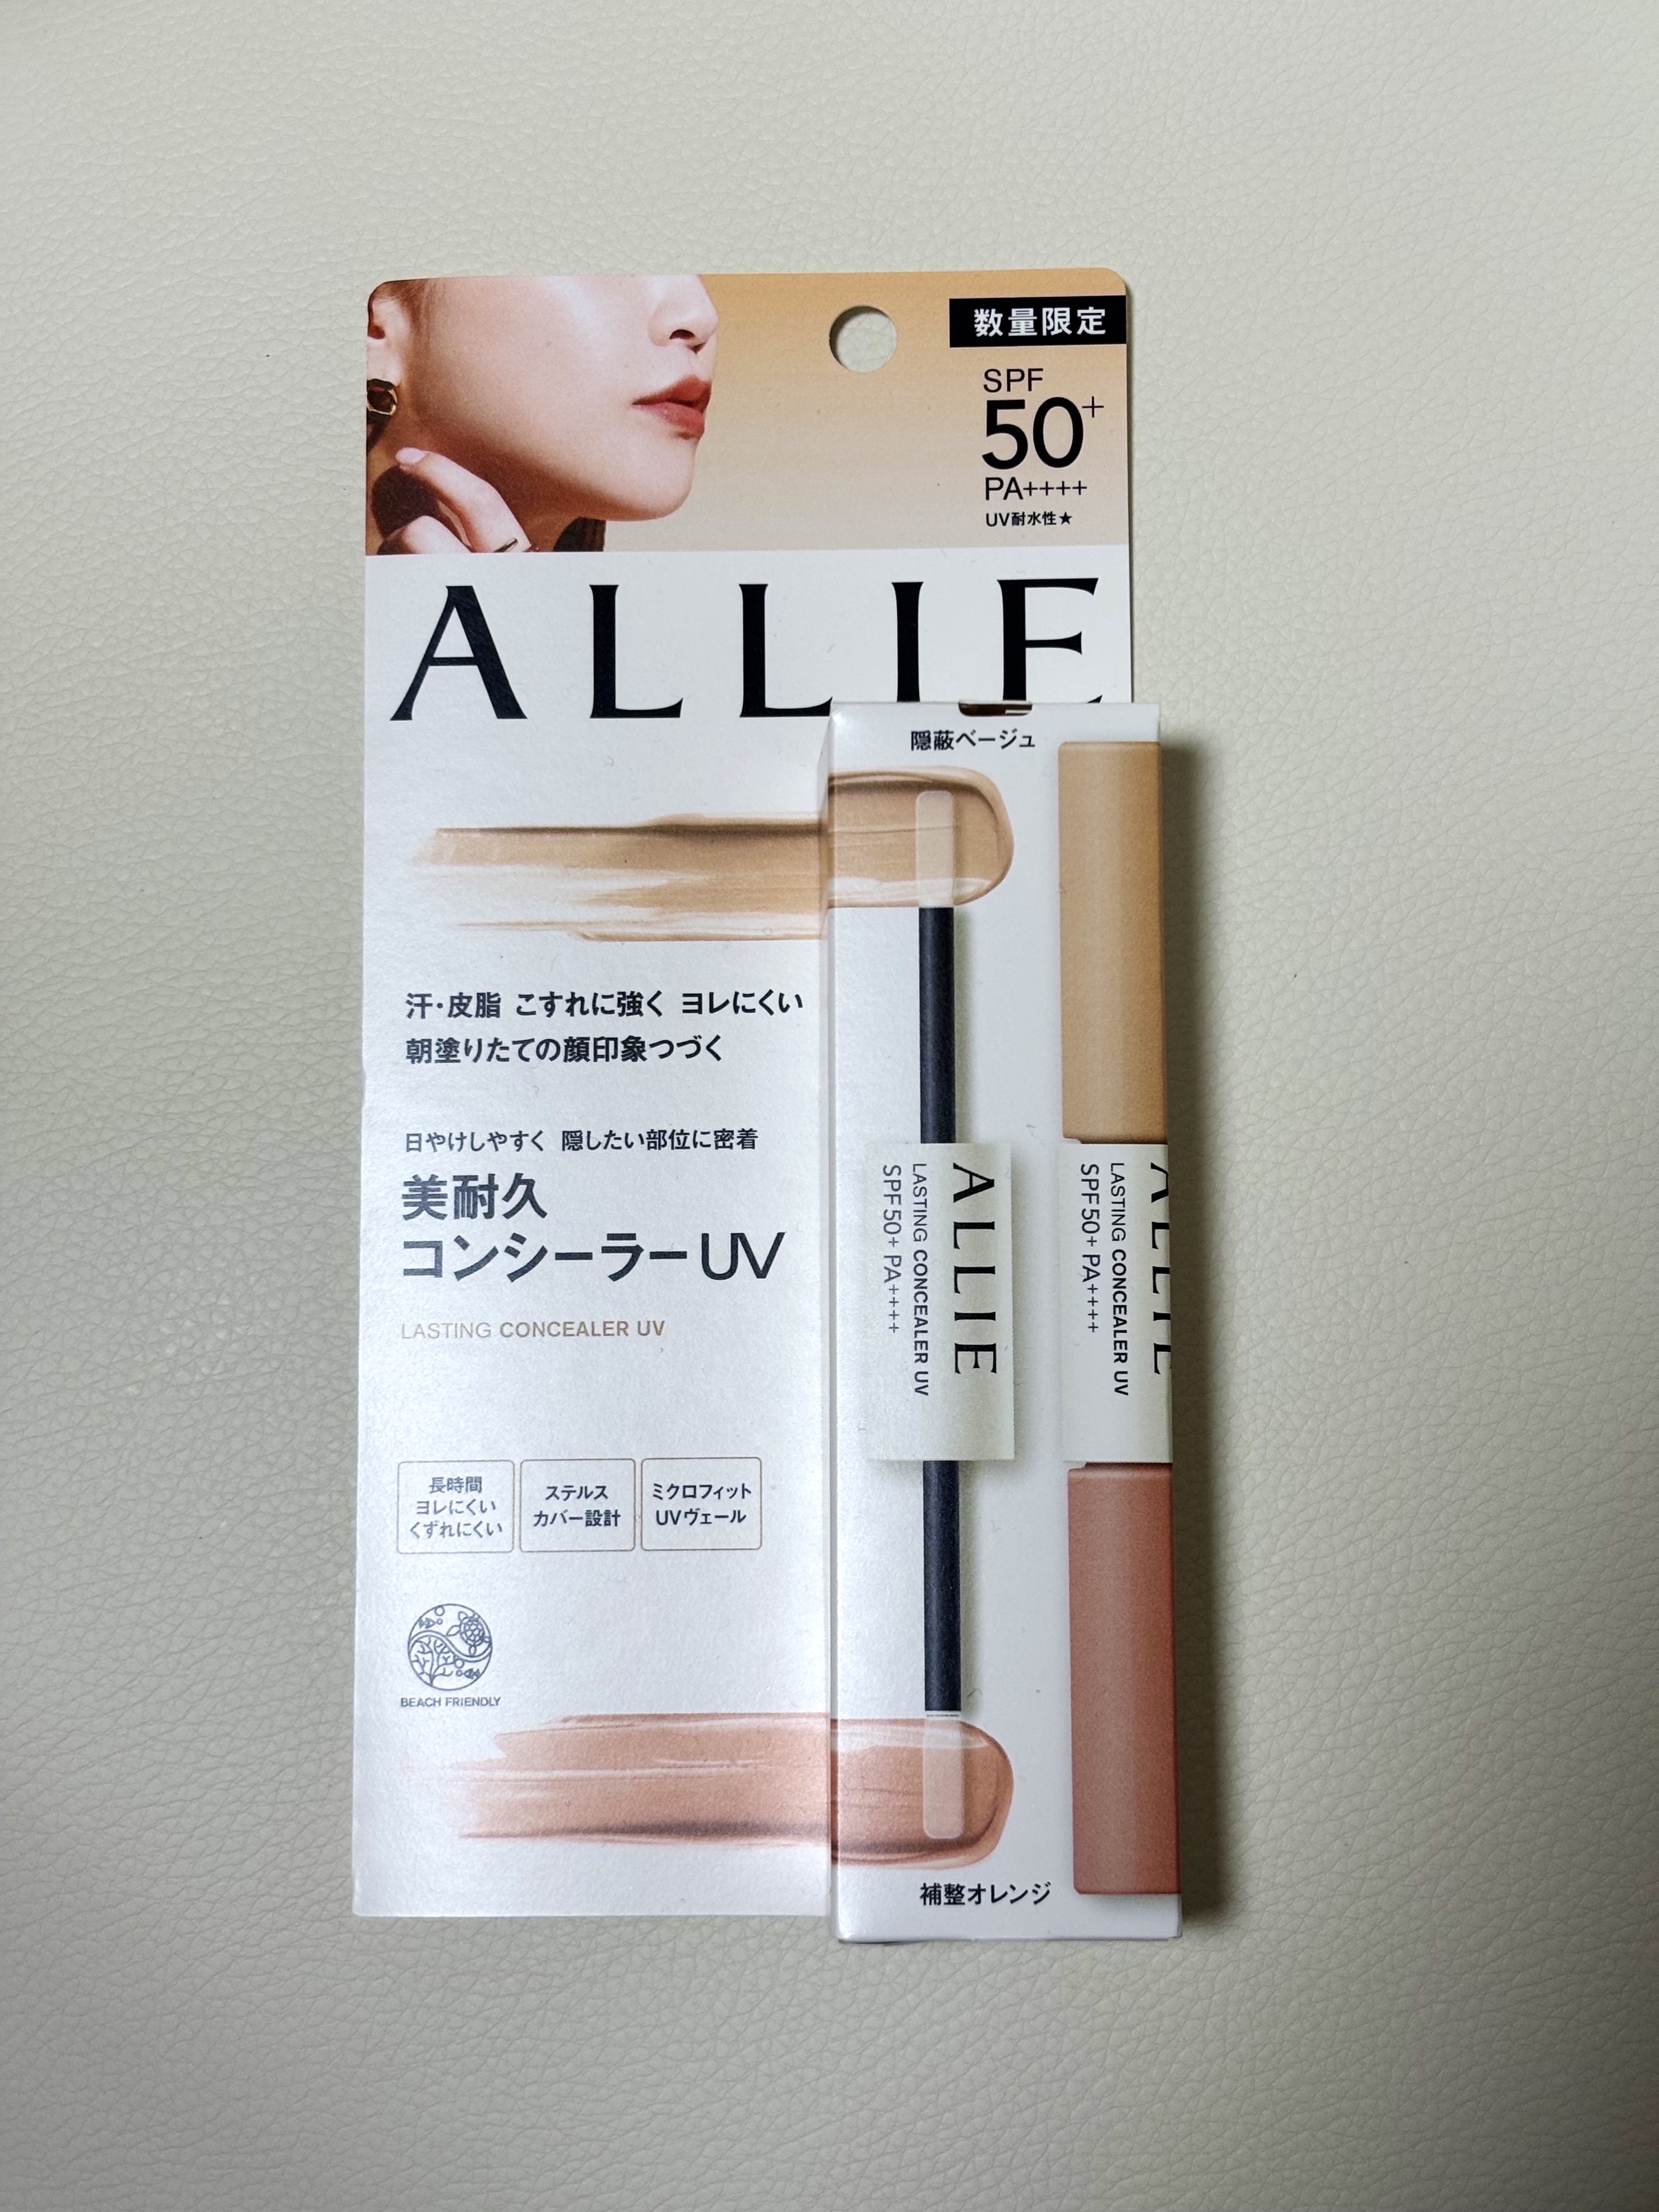 数量限定
SPF
50+
PA++++
UV耐水性★
ALLIE
隠蔽ベージュ
汗・皮脂 こすれに強く ヨレにくい
朝塗りたての顔印象つづく
日やけしやすく 隠したい部位に密着
美耐久
コンシーラーUV
LASTING CONCEALER UV
長時間
ヨレにくい
くずれにくい
ステルス
カバー設計
ミクロフィット
UVヴェール
BEACH FRIENDLY
ALLIE
LASTING CONCEALER UV
SPF50+ PA++++
ALLIE
LASTING CONCEALER UV
SPF50+ PA++++
補整オレンジ